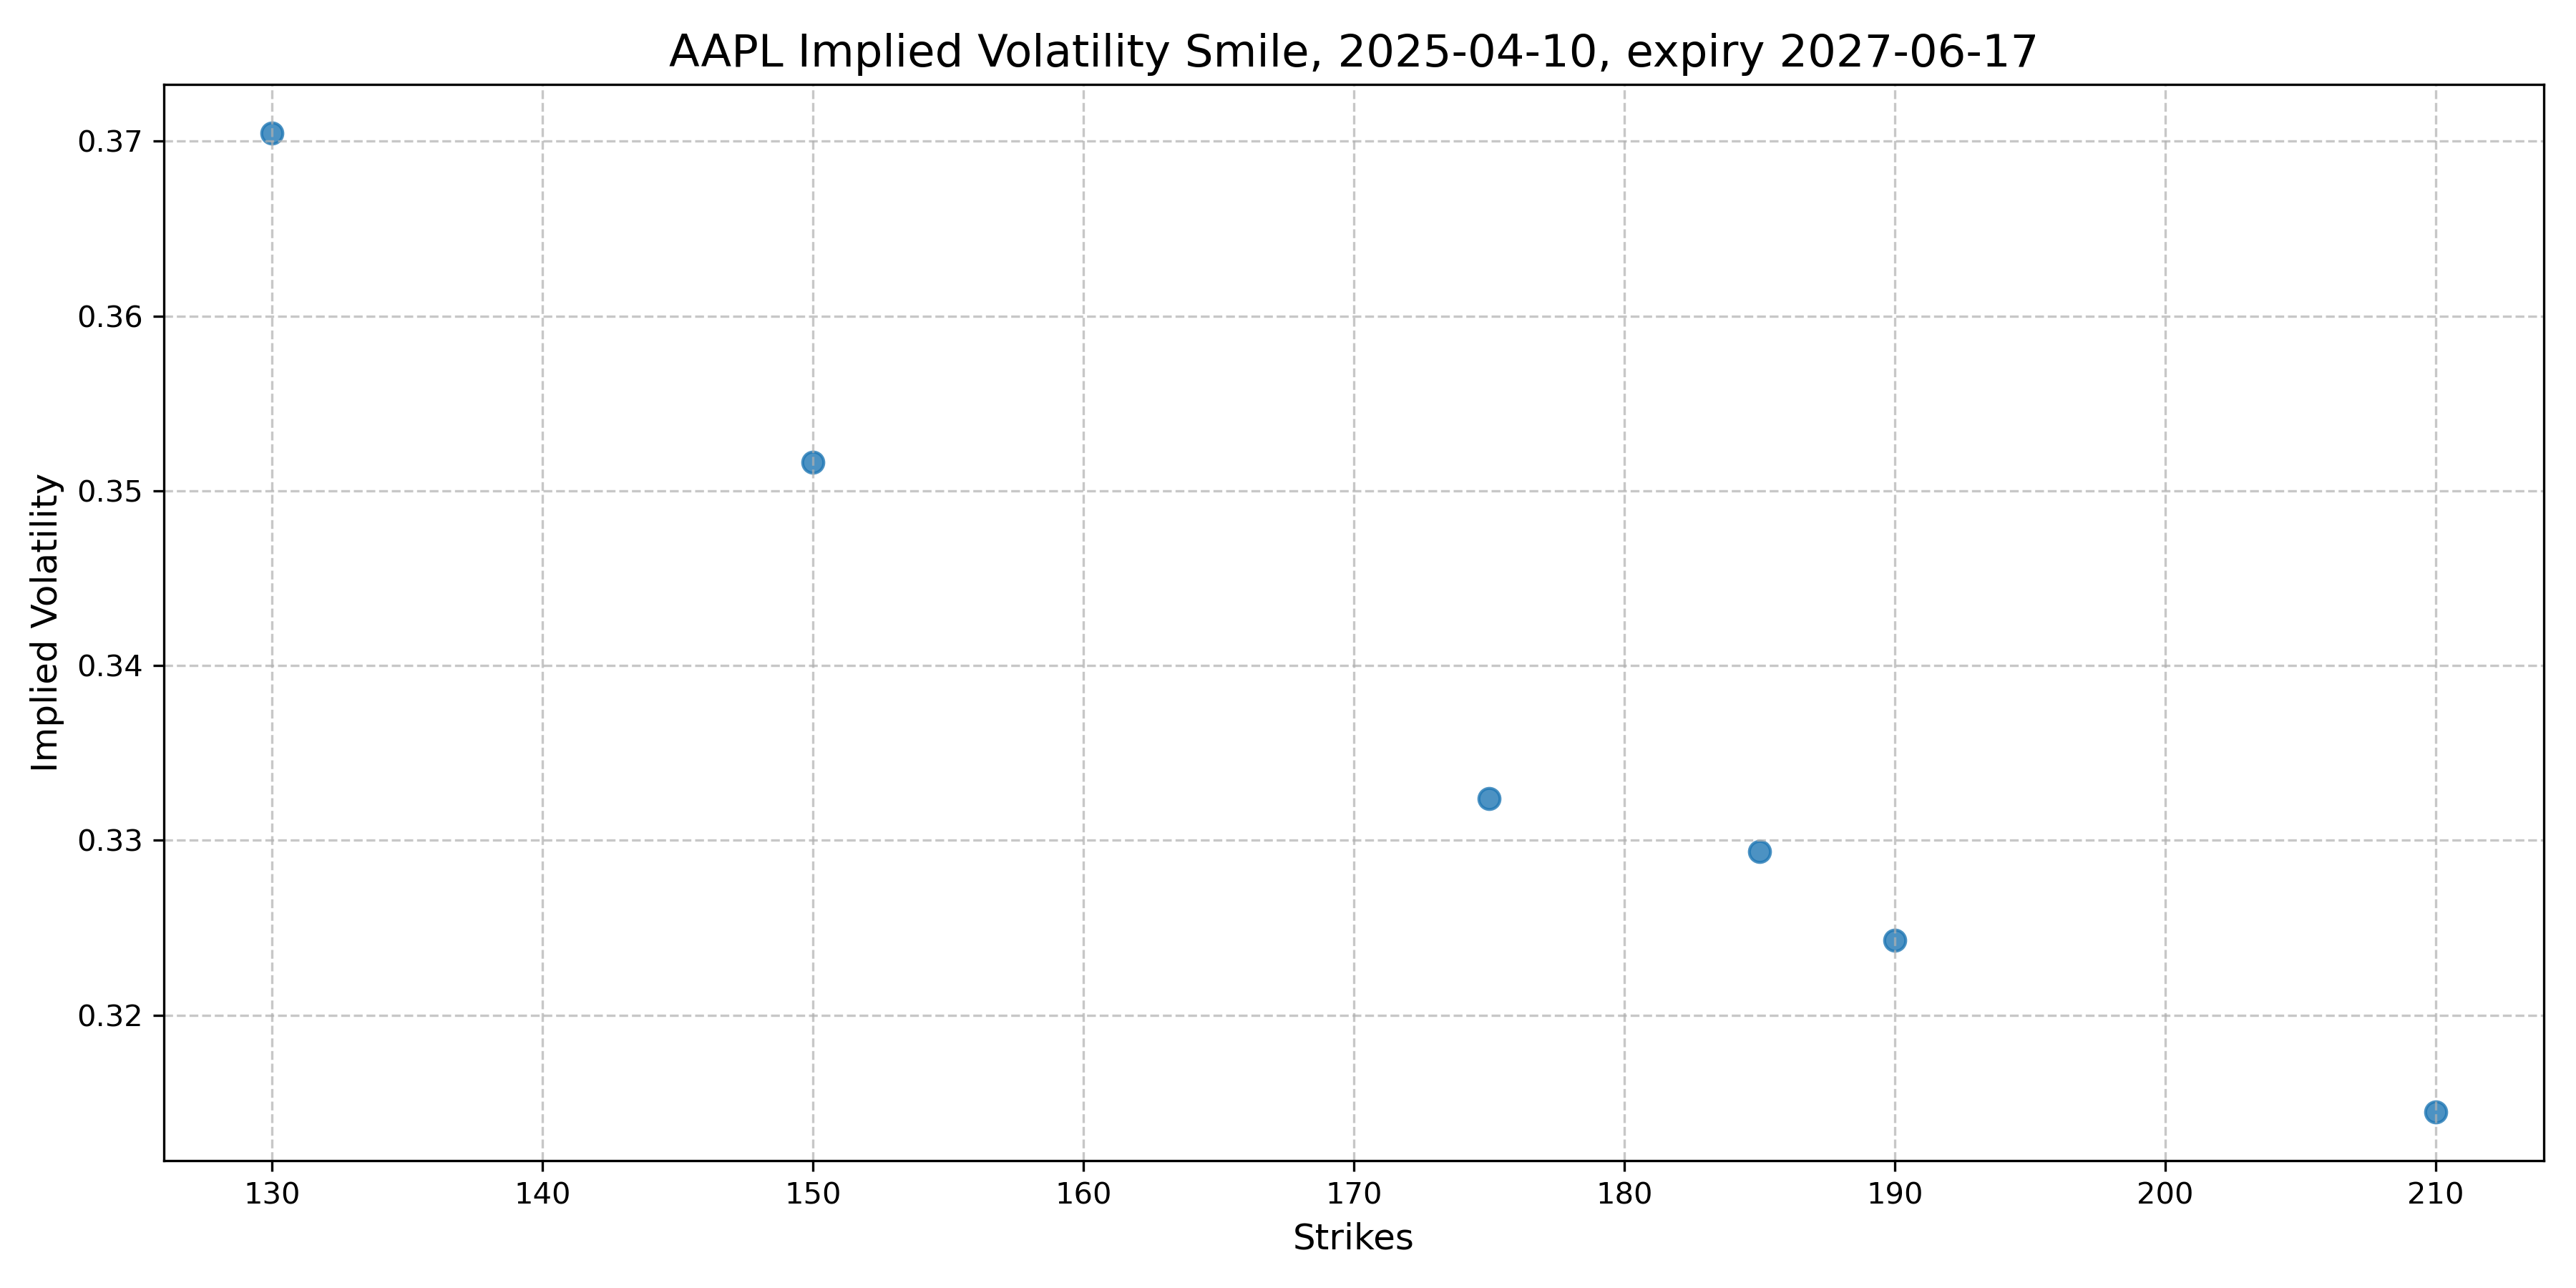 AAPL Implied Volatility Smile, 2025-04-10, expiry 2027-06-17
Implied Volatility
0.37
0.36
0.35
0.34
0.33
0.32
130 140 150 160 170 180 190 200 210
Strikes